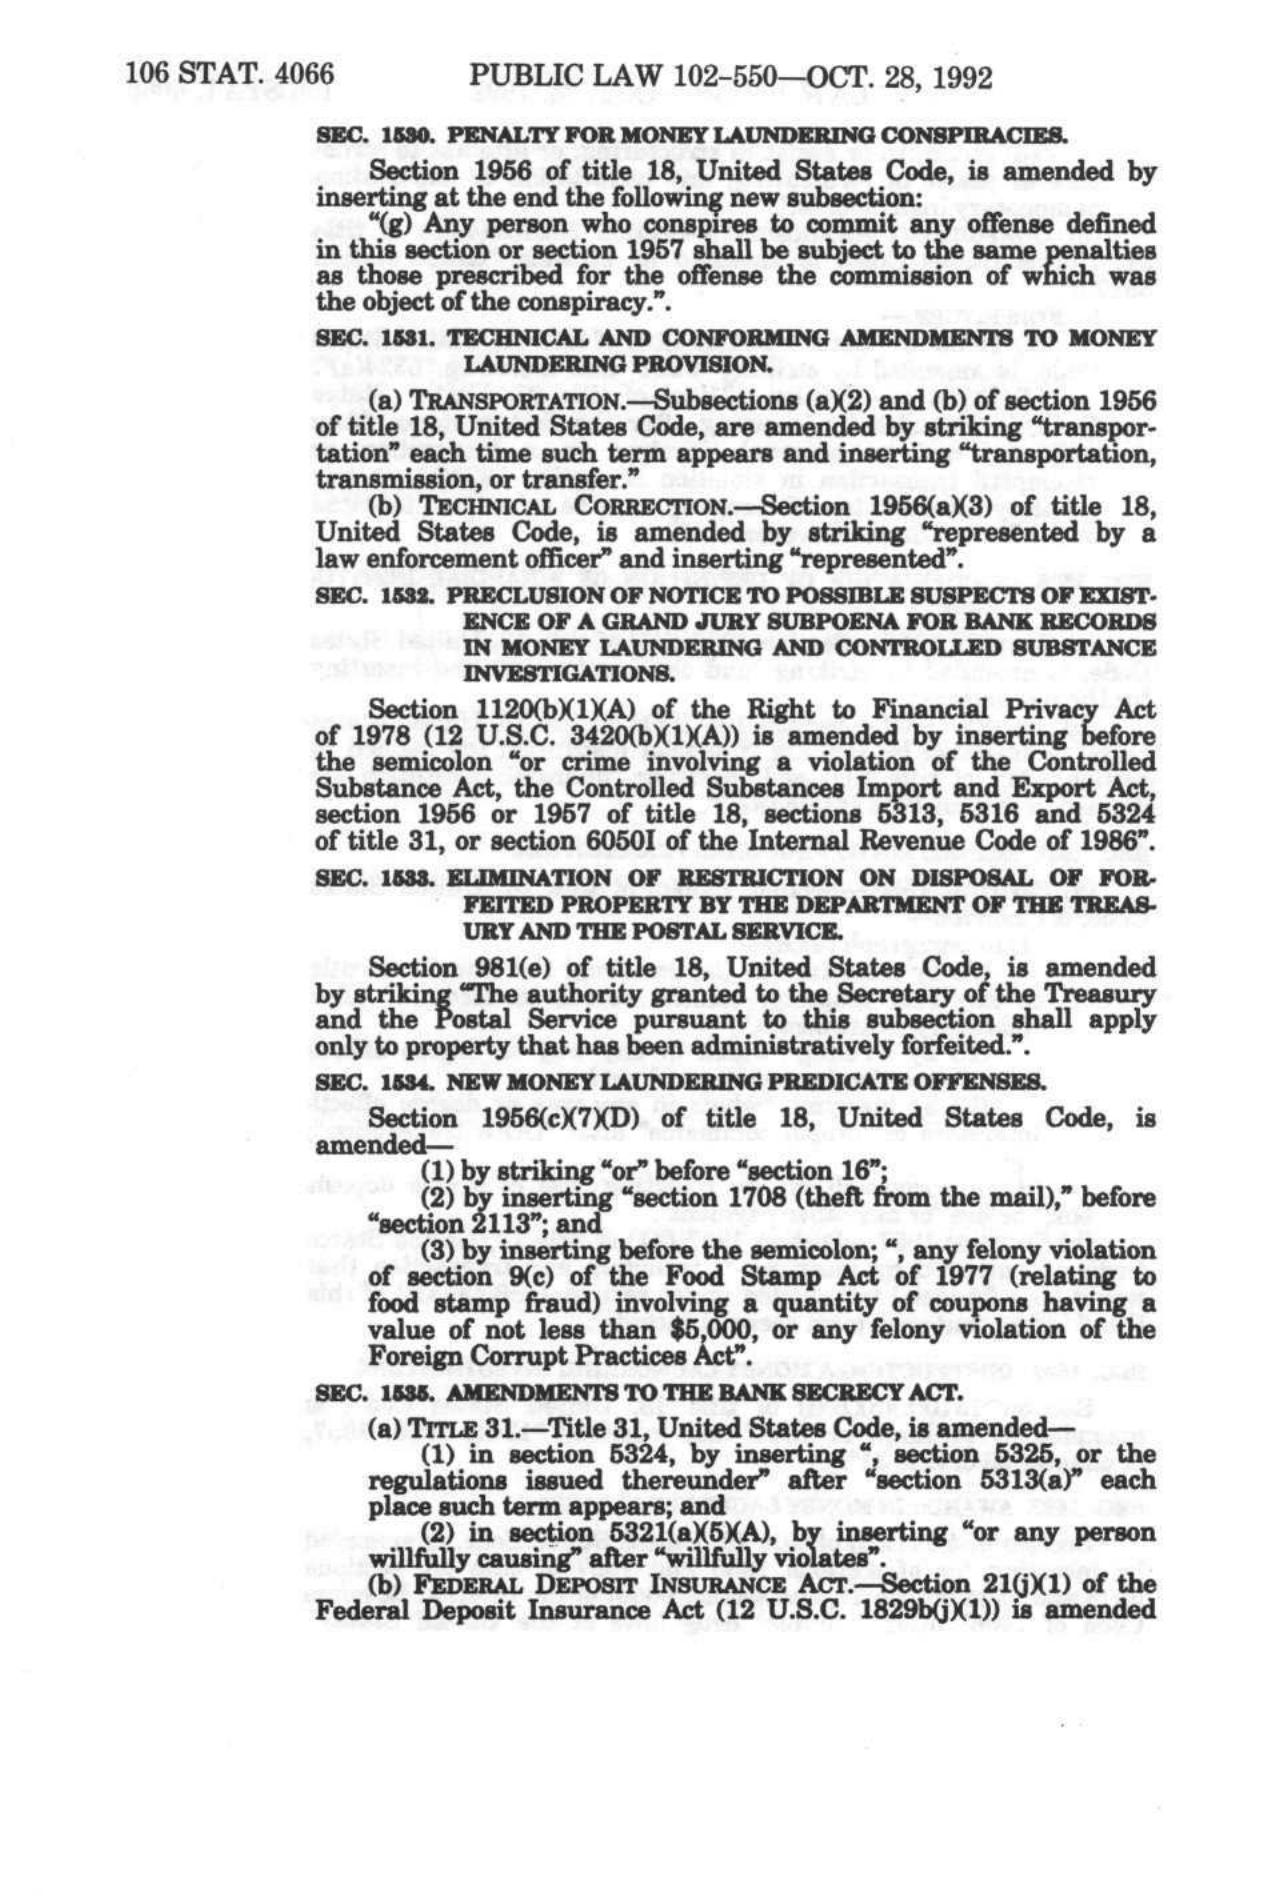 106 STAT. 4066 PUBLIC LAW 102-550—OCT. 28, 1992
SEC. 1530. PENALTY FOR MONEY LAUNDERING CONSPIRACIES.
Section 1956 of title 18, United States Code, is amended by
inserting at the end the following new subsection:
“(g) Any person who conspires to commit any offense defined
in this section or section 1957 shall be subject to the same penalties
as those prescribed for the offense the commission of which was
the object of the conspiracy.”.
SEC. 1531. TECHNICAL AND CONFORMING AMENDMENTS TO MONEY
LAUNDERING PROVISION.
(a) TRANSPORTATION.—Subsections (a)(2) and (b) of section 1956
of title 18, United States Code, are amended by striking “transpor-
tation” each time such term appears and inserting “transportation,
transmission, or transfer.”
(b) TECHNICAL CORRECTION.—Section 1956(a)(3) of title 18,
United States Code, is amended by striking “represented by a
law enforcement officer” and inserting “represented”.
SEC. 1532. PRECLUSION OF NOTICE TO POSSIBLE SUSPECTS OF EXIST-
ENCE OF A GRAND JURY SUBPOENA FOR BANK RECORDS
IN MONEY LAUNDERING AND CONTROLLED SUBSTANCE
INVESTIGATIONS.
Section 1120(b)(1)(A) of the Right to Financial Privacy Act
of 1978 (12 U.S.C. 3420(b)(1)(A)) is amended by inserting before
the semicolon “or crime involving a violation of the Controlled
Substance Act, the Controlled Substances Import and Export Act,
section 1956 or 1957 of title 18, sections 5313, 5316 and 5324
of title 31, or section 6050I of the Internal Revenue Code of 1986”.
SEC. 1533. ELIMINATION OF RESTRICTION ON DISPOSAL OF FOR-
FEITED PROPERTY BY THE DEPARTMENT OF THE TREAS-
URY AND THE POSTAL SERVICE.
Section 981(e) of title 18, United States Code, is amended
by striking “The authority granted to the Secretary of the Treasury
and the Postal Service pursuant to this subsection shall apply
only to property that has been administratively forfeited.”.
SEC. 1534. NEW MONEY LAUNDERING PREDICATE OFFENSES.
Section 1956(c)(7)(D) of title 18, United States Code, is
amended—
(1) by striking “or” before “section 16”;
(2) by inserting “section 1708 (theft from the mail),” before
“section 2113”; and
(3) by inserting before the semicolon; “, any felony violation
of section 9(c) of the Food Stamp Act of 1977 (relating to
food stamp fraud) involving a quantity of coupons having a
value of not less than $5,000, or any felony violation of the
Foreign Corrupt Practices Act”.
SEC. 1535. AMENDMENTS TO THE BANK SECRECY ACT.
(a) TITLE 31.—Title 31, United States Code, is amended—
(1) in section 5324, by inserting “, section 5325, or the
regulations issued thereunder” after “section 5313(a)” each
place such term appears; and
(2) in section 5321(a)(5)(A), by inserting “or any person
willfully causing” after “willfully violates”.
(b) FEDERAL DEPOSIT INSURANCE ACT.—Section 21(j)(1) of the
Federal Deposit Insurance Act (12 U.S.C. 1829b(j)(1)) is amended